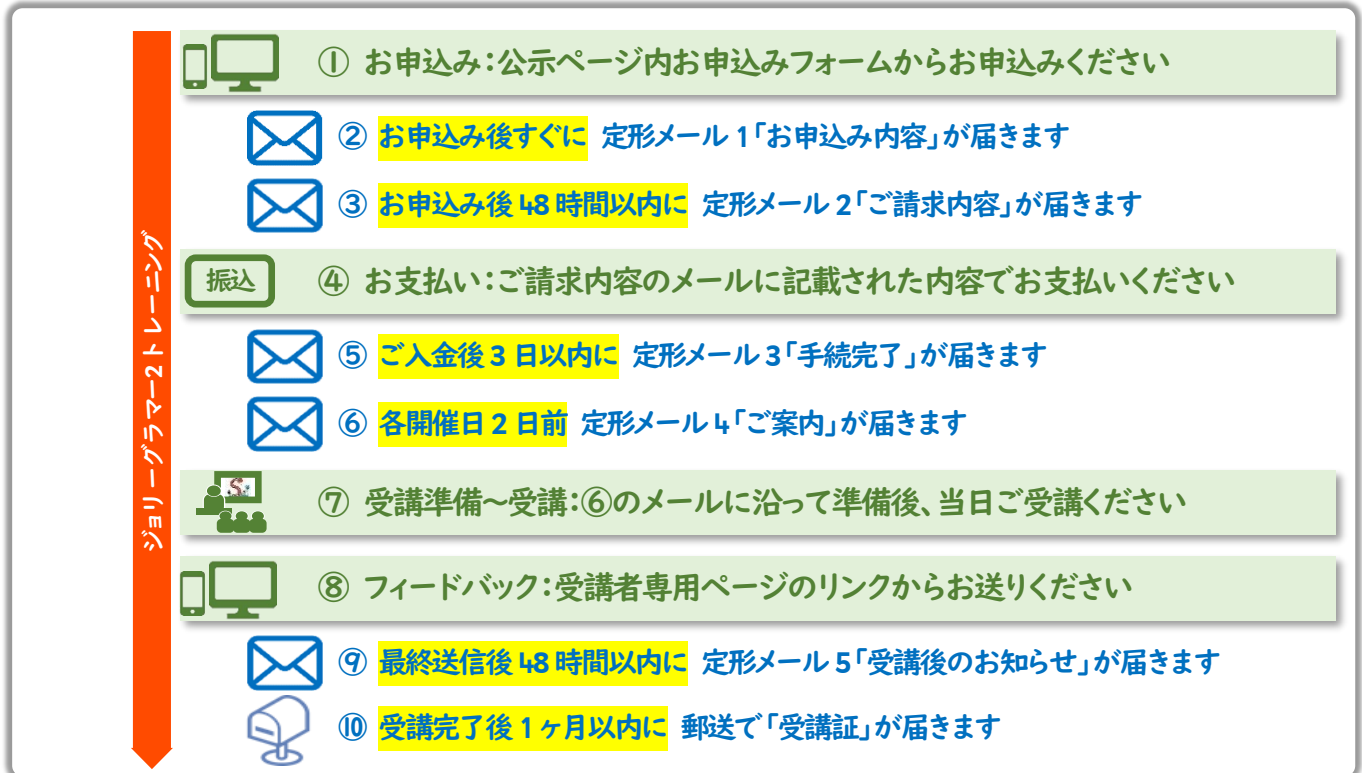 ジョリーグラマー2トレーニング
① お申込み：公示ページ内お申込みフォームからお申込みください
② お申込み後すぐに 定形メール1「お申込み内容」が届きます
③ お申込み後48時間以内に 定形メール2「ご請求内容」が届きます
振込
④ お支払い：ご請求内容のメールに記載された内容でお支払いください
⑤ ご入金後3日以内に 定形メール3「手続完了」が届きます
⑥ 各開催日2日前 定形メール4「ご案内」が届きます
⑦ 受講準備～受講：⑥のメールに沿って準備後、当日ご受講ください
⑧ フィードバック：受講者専用ページのリンクからお送りください
⑨ 最終送信後48時間以内に 定形メール5「受講後のお知らせ」が届きます
⑩ 受講完了後1ヶ月以内に 郵送で「受講証」が届きます